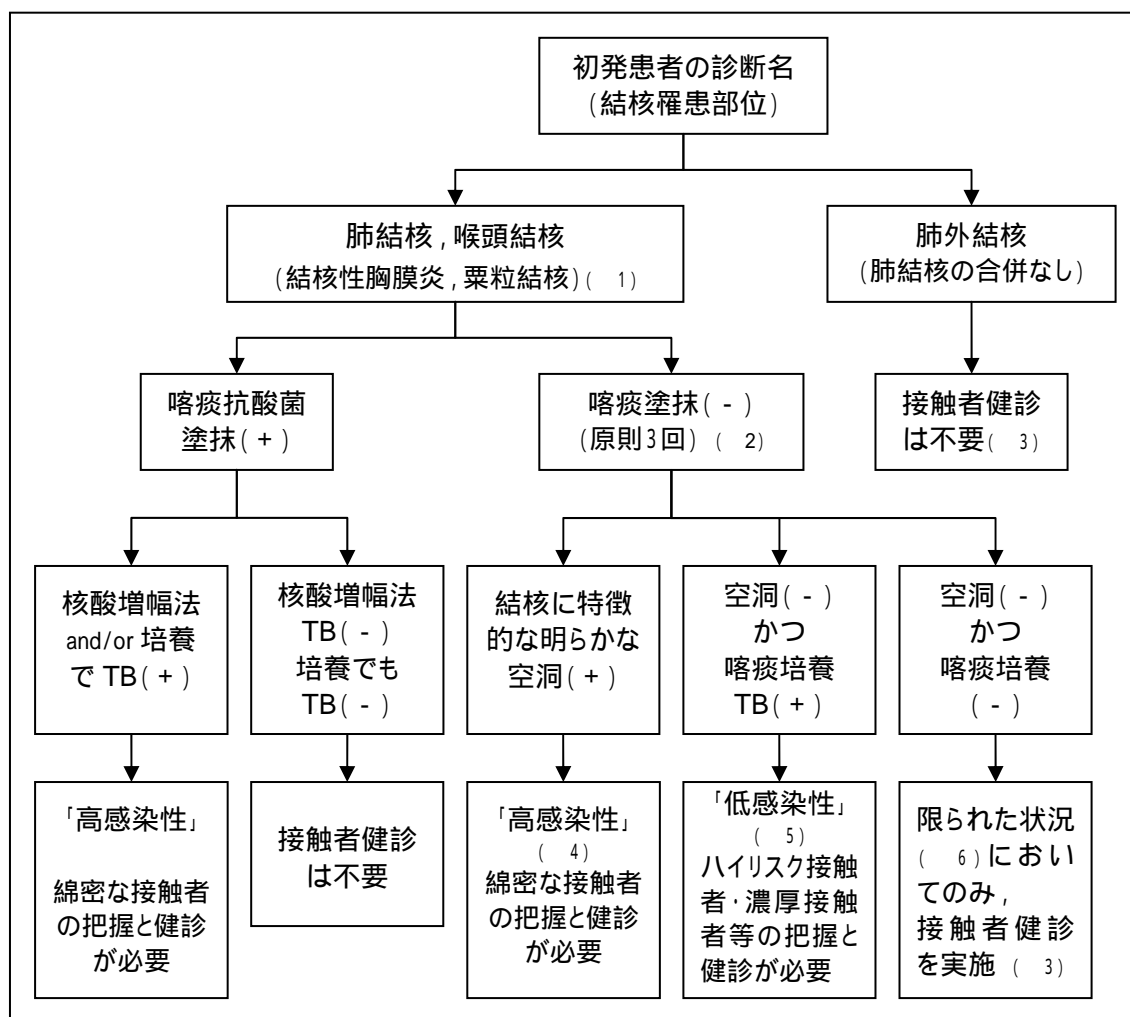 初発患者の診断名
(結核罹患部位)
肺結核,喉頭結核
(結核性胸膜炎,粟粒結核)( 1)
肺外結核
(肺結核の合併なし)
喀痰抗酸菌
塗抹(+)
喀痰塗抹(-)
(原則3回) ( 2)
接触者健診
は不要( 3)
核酸増幅法
and/or 培養
で TB(+)
核酸増幅法
TB(-)
培養でも
TB(-)
結核に特徴
的な明らかな
空洞(+)
空洞(-)
かつ
喀痰培養
TB(+)
空洞(-)
かつ
喀痰培養
(-)
「高感染性」
綿密な接触者
の把握と健診
が必要
接触者健診
は不要
「高感染性」
( 4)
綿密な接触者
の把握と健診
が必要
「低感染性」
( 5)
ハイリスク接触
者・濃厚接触
者等の把握と
健診が必要
限られた状況
( 6)におい
てのみ,
接触者健診
を実施 ( 3)